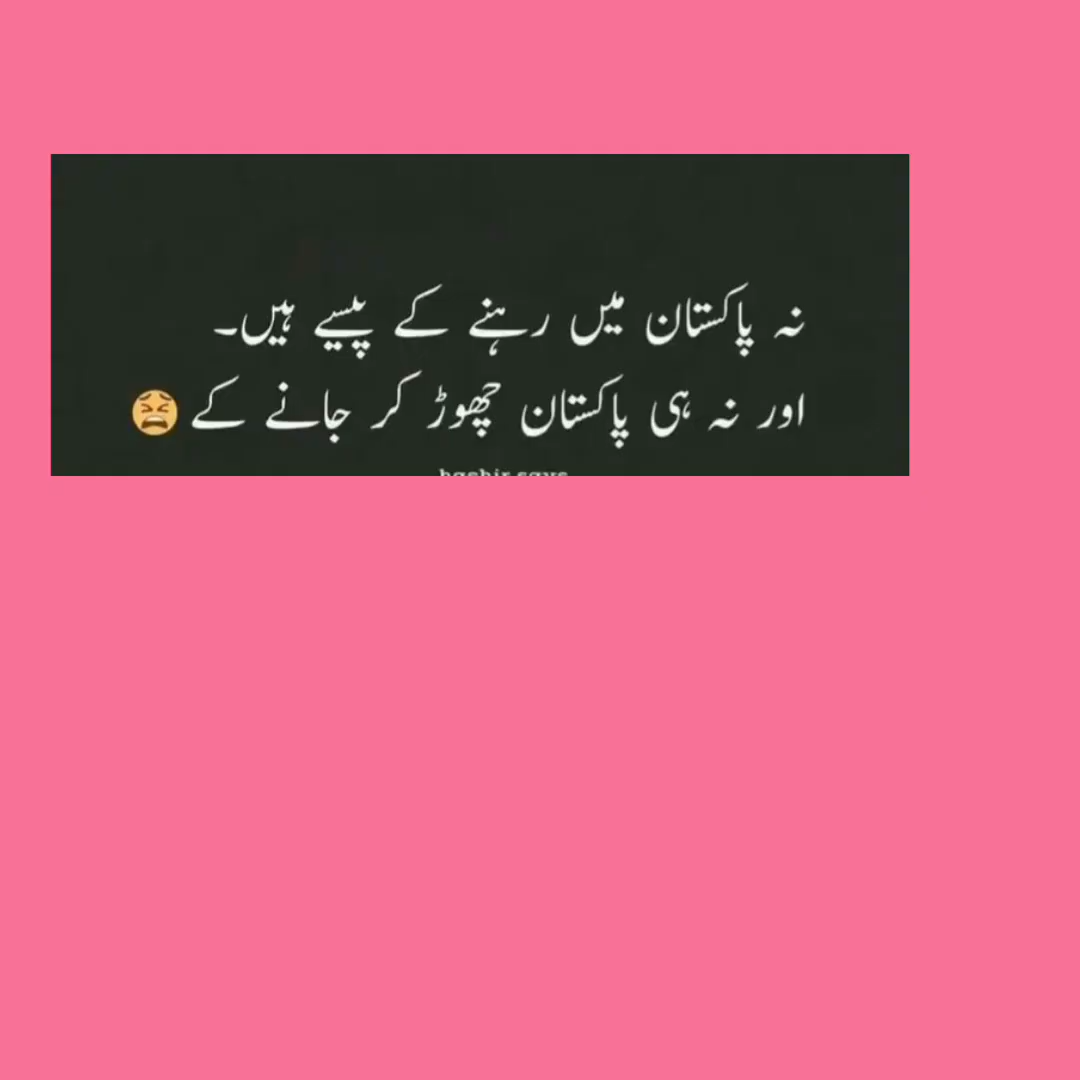 نہ پاکستان میں رہنے کے پیسے ہیں۔
اور نہ ہی پاکستان چھوڑ کر جانے کے 😫